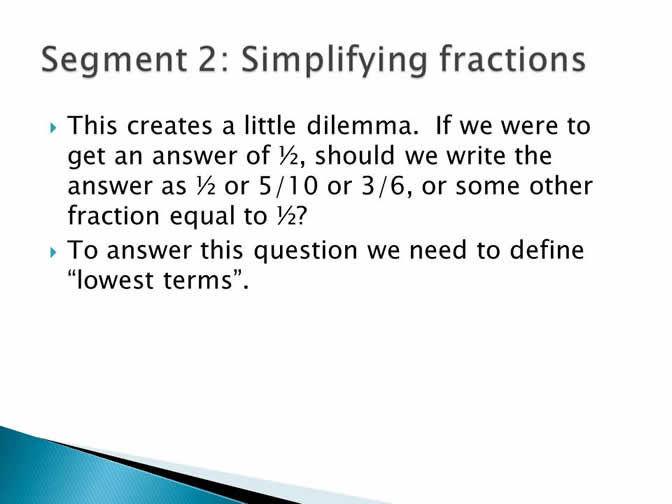 Segment 2: Simplifying fractions
This creates a little dilemma.  If we were to
get an answer of ½, should we write the
answer as ½ or 5/10 or 3/6, or some other
fraction equal to ½?
To answer this question we need to define
“lowest terms”.